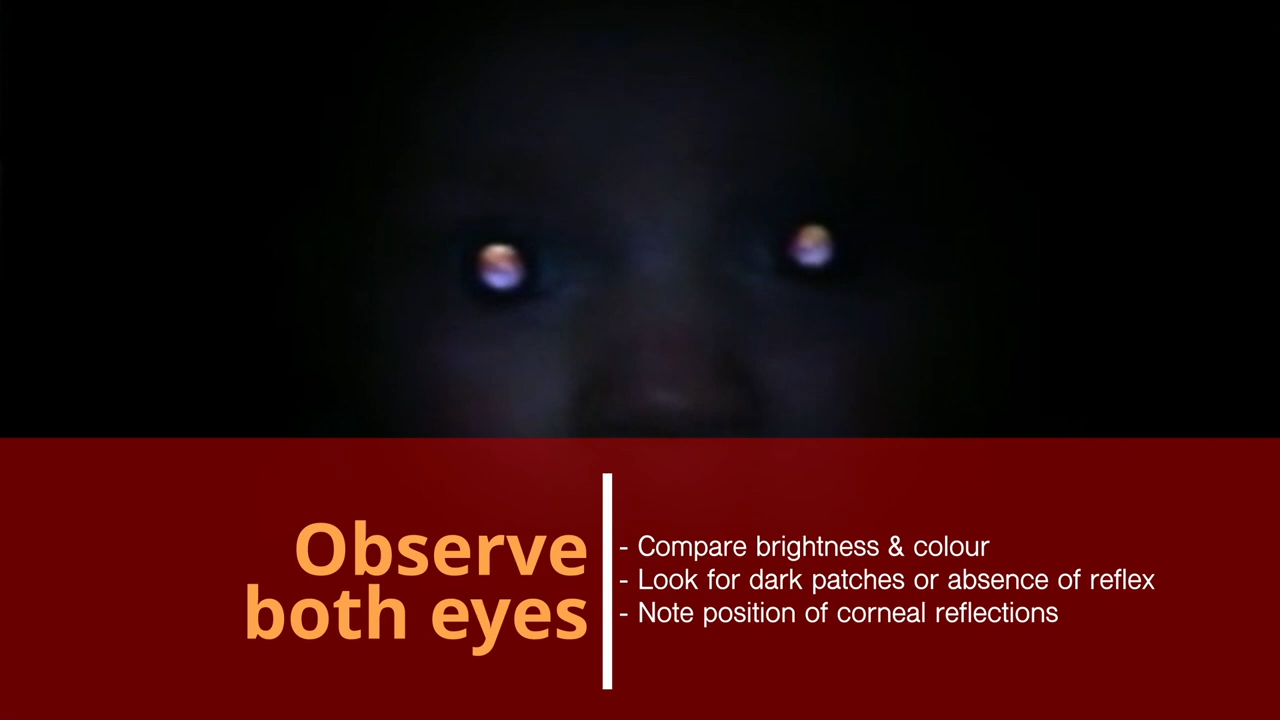 Observe
both eyes
- Compare brightness & colour
- Look for dark patches or absence of reflex
- Note position of corneal reflections